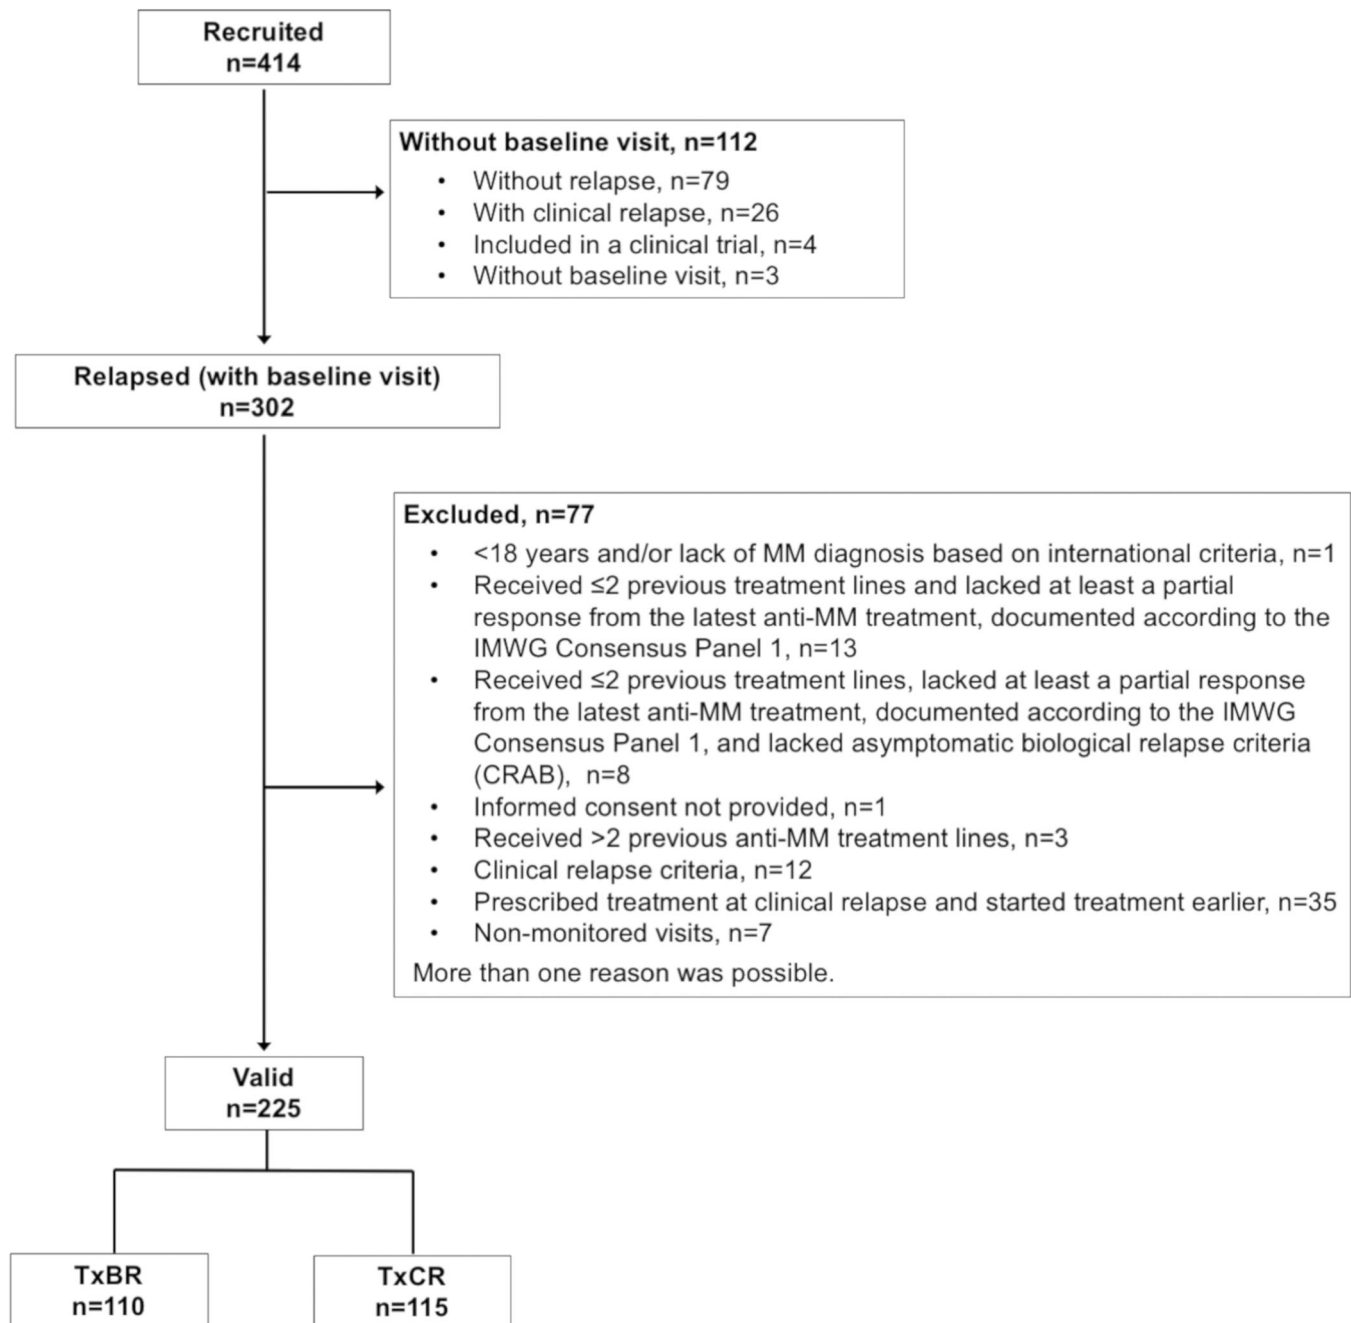 Recruited
n=414
Without baseline visit, n=112
• Without relapse, n=79
• With clinical relapse, n=26
• Included in a clinical trial, n=4
• Without baseline visit, n=3
Relapsed (with baseline visit)
n=302
Excluded, n=77
• <18 years and/or lack of MM diagnosis based on international criteria, n=1
• Received ≤2 previous treatment lines and lacked at least a partial
response from the latest anti-MM treatment, documented according to the
IMWG Consensus Panel 1, n=13
• Received ≤2 previous treatment lines, lacked at least a partial response
from the latest anti-MM treatment, documented according to the IMWG
Consensus Panel 1, and lacked asymptomatic biological relapse criteria
(CRAB), n=8
• Informed consent not provided, n=1
• Received >2 previous anti-MM treatment lines, n=3
• Clinical relapse criteria, n=12
• Prescribed treatment at clinical relapse and started treatment earlier, n=35
• Non-monitored visits, n=7
More than one reason was possible.
Valid
n=225
TxBR
n=110
TxCR
n=115